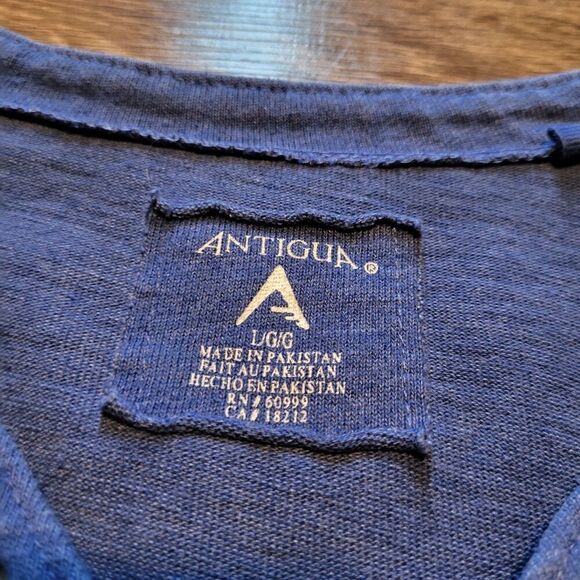 ANTIGUA ®
L/G/G
MADE IN PAKISTAN
FAIT AU PAKISTAN
HECHO EN PAKISTAN
RN # 60999
CA# 18212